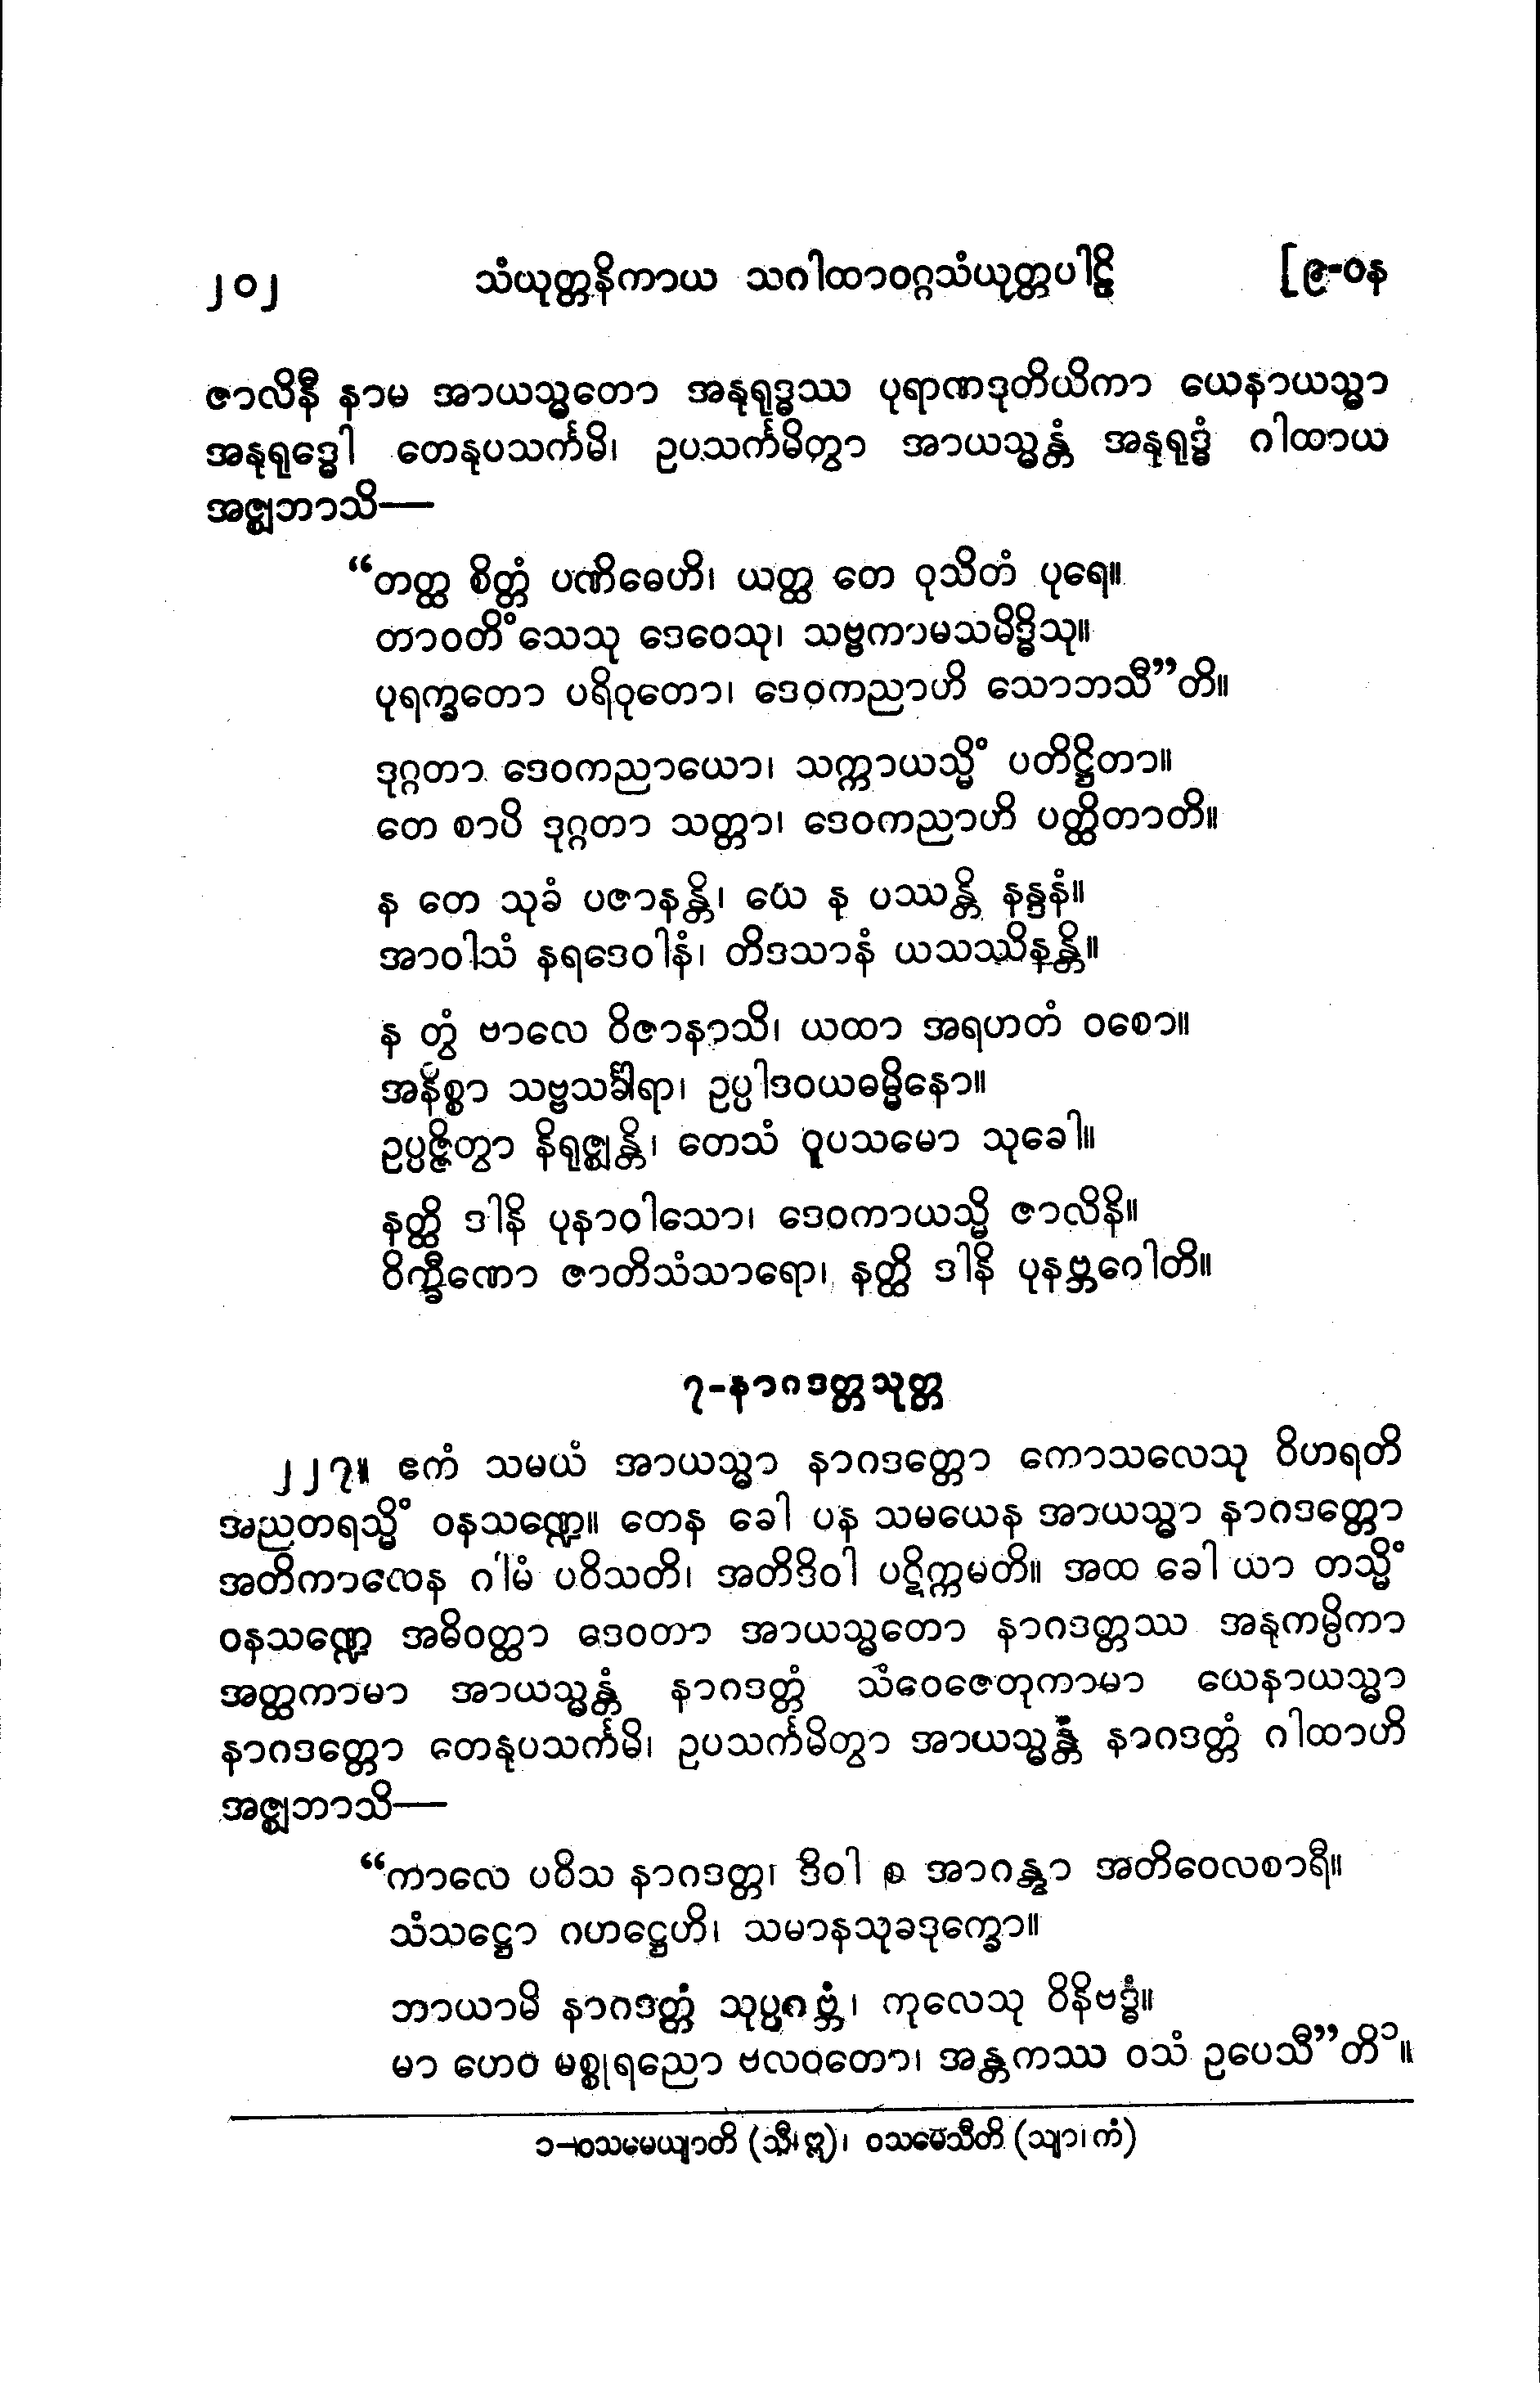 ၂၀၂ သံယုတ္တနိကာယ သဂါထာဝဂ္ဂသံယုတ္တပါဠိ [၉-ဝန
ဇာလိနီ နာမ အာယသ္မတော အနုရုဒ္ဓဿ ပုရာဏဒုတိယိကာ ယေနာယသ္မာ
အနုရုဒ္ဓေါ တေနုပသင်္ကမိ၊ ဥပသင်္ကမိတွာ အာယသ္မန္တံ အနုရုဒ္ဓံ ဂါထာယ
အဇ္ဈဘာသိ—
“တတ္ထ စိတ္တံ ပဏိဓေဟိ၊ ယတ္ထ တေ ဝုသိတံ ပုရေ။
တာဝတိံသေသု ဒေဝေသု၊ သဗ္ဗကာမသမိဒ္ဓိသု။
ပုရက္ခတော ပရိဝုတော၊ ဒေဝကညာဟိ သောဘသီ”တိ။
ဒုဂ္ဂတာ ဒေဝကညာယော၊ သက္ကာယသ္မိံ ပတိဋ္ဌိတာ။
တေ စာပိ ဒုဂ္ဂတာ သတ္တာ၊ ဒေဝကညာဟိ ပတ္ထိတာတိ။
န တေ သုခံ ပဇာနန္တိ၊ ယေ န ပဿန္တိ နန္ဒနံ။
အာဝါသံ နရဒေဝါနံ၊ တိဒသာနံ ယသဿိနန္တိ။
န တွံ ဗာလေ ဝိဇာနာသိ၊ ယထာ အရဟတံ ဝစော။
အနိစ္စာ သဗ္ဗသင်္ခါရာ၊ ဥပ္ပါဒဝယဓမ္မိနော။
ဥပ္ပဇ္ဇိတွာ နိရုဇ္ဈန္တိ၊ တေသံ ဝူပသမော သုခေါ။
နတ္ထိ ဒါနိ ပုနာဝါသော၊ ဒေဝကာယသ္မိ ဇာလိနိ။
ဝိက္ခီဏော ဇာတိသံသာရော၊ နတ္ထိ ဒါနိ ပုနဗ္ဘဝေါတိ။
၇-နာဂဒတ္တသုတ္တ
၂၂၇။ ဧကံ သမယံ အာယသ္မာ နာဂဒတ္တော ကောသလေသု ဝိဟရတိ
အညတရသ္မိံ ဝနသဏ္ဍေ။ တေန ခေါ ပန သမယေန အာယသ္မာ နာဂဒတ္တော
အတိကာလေန ဂါမံ ပဝိသတိ၊ အတိဒိဝါ ပဋိက္ကမတိ။ အထ ခေါ ယာ တသ္မိံ
ဝနသဏ္ဍေ အဓိဝတ္ထာ ဒေဝတာ အာယသ္မတော နာဂဒတ္တဿ အနုကမ္ပိကာ
အတ္ထကာမာ အာယသ္မန္တံ နာဂဒတ္တံ သံဝေဇေတုကာမာ ယေနာယသ္မာ
နာဂဒတ္တော တေနုပသင်္ကမိ၊ ဥပသင်္ကမိတွာ အာယသ္မန္တံ နာဂဒတ္တံ ဂါထာဟိ
အဇ္ဈဘာသိ—
“ကာလေ ပဝိသ နာဂဒတ္တ၊ ဒိဝါ စ အာဂန္တွာ အတိဝေလစာရီ။
သံသဋ္ဌော ဂဟဋ္ဌေဟိ၊ သမာနသုခဒုက္ခော။
ဘာယာမိ နာဂဒတ္တံ သုပ္ပဂဗ္ဘံ၊ ကုလေသု ဝိနိဗဒ္ဓံ။
မာ ဟေဝ မစ္စုရညော ဗလဝတော၊ အန္တကဿ ဝသံ ဥပေသီ”တိ ၁။
၁-ဝသမေယျာတိ (သီ၊ဣ)၊ ဝသမေသီတိ (သျာ၊ ကံ)